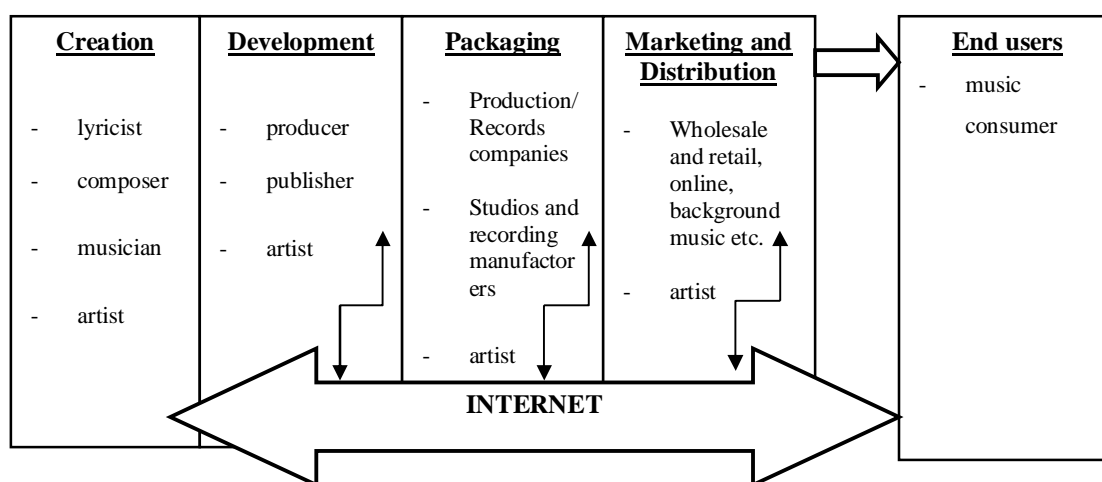 Creation
- lyricist
- composer
- musician
- artist
Development
- producer
- publisher
- artist
Packaging
- Production/
Records
companies
- Studios and
recording
manufactor
ers
- artist
Marketing and
Distribution
- Wholesale
and retail,
online,
background
music etc.
- artist
End users
- music
consumer
INTERNET